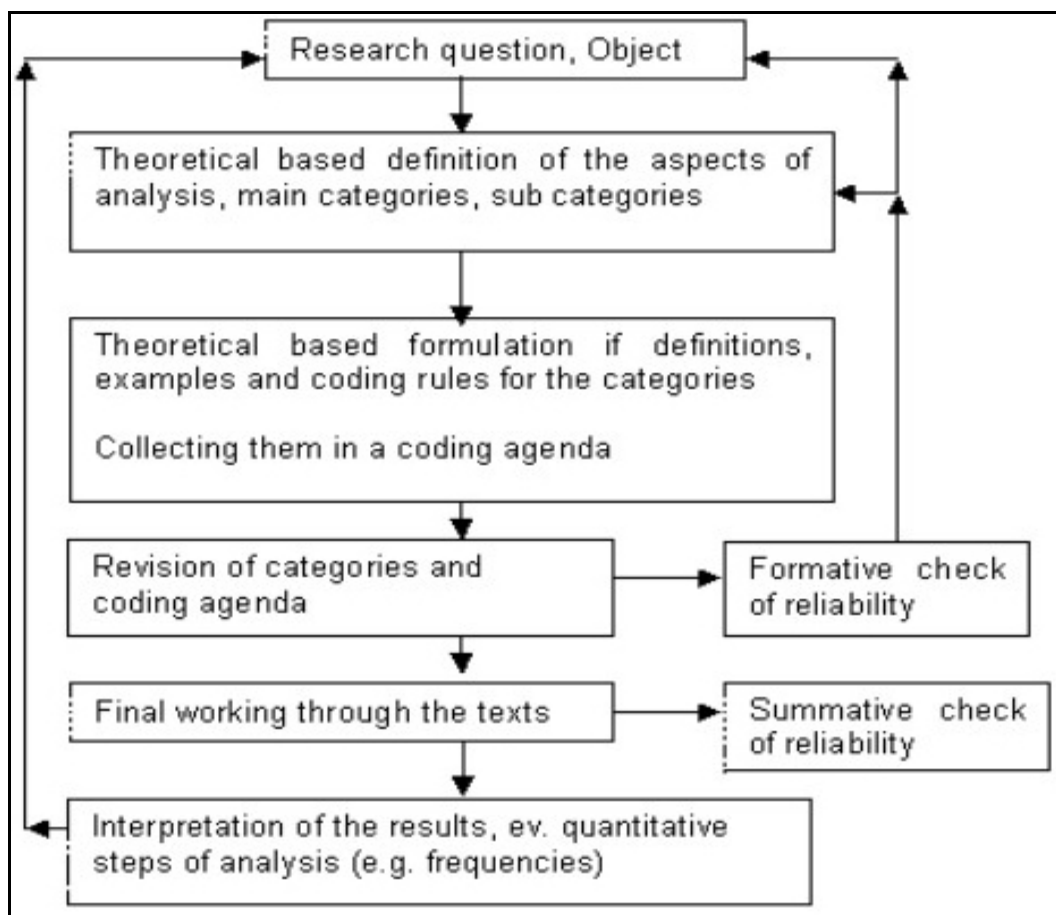 Research question, Object
Theoretical based definition of the aspects of
analysis, main categories, sub categories
Theoretical based formulation if definitions,
examples and coding rules for the categories
Collecting them in a coding agenda
Revision of categories and
coding agenda
Formative check
of reliability
Final working through the texts
Summative check
of reliability
Interpretation of the results, ev. quantitative
steps of analysis (e.g. frequencies)